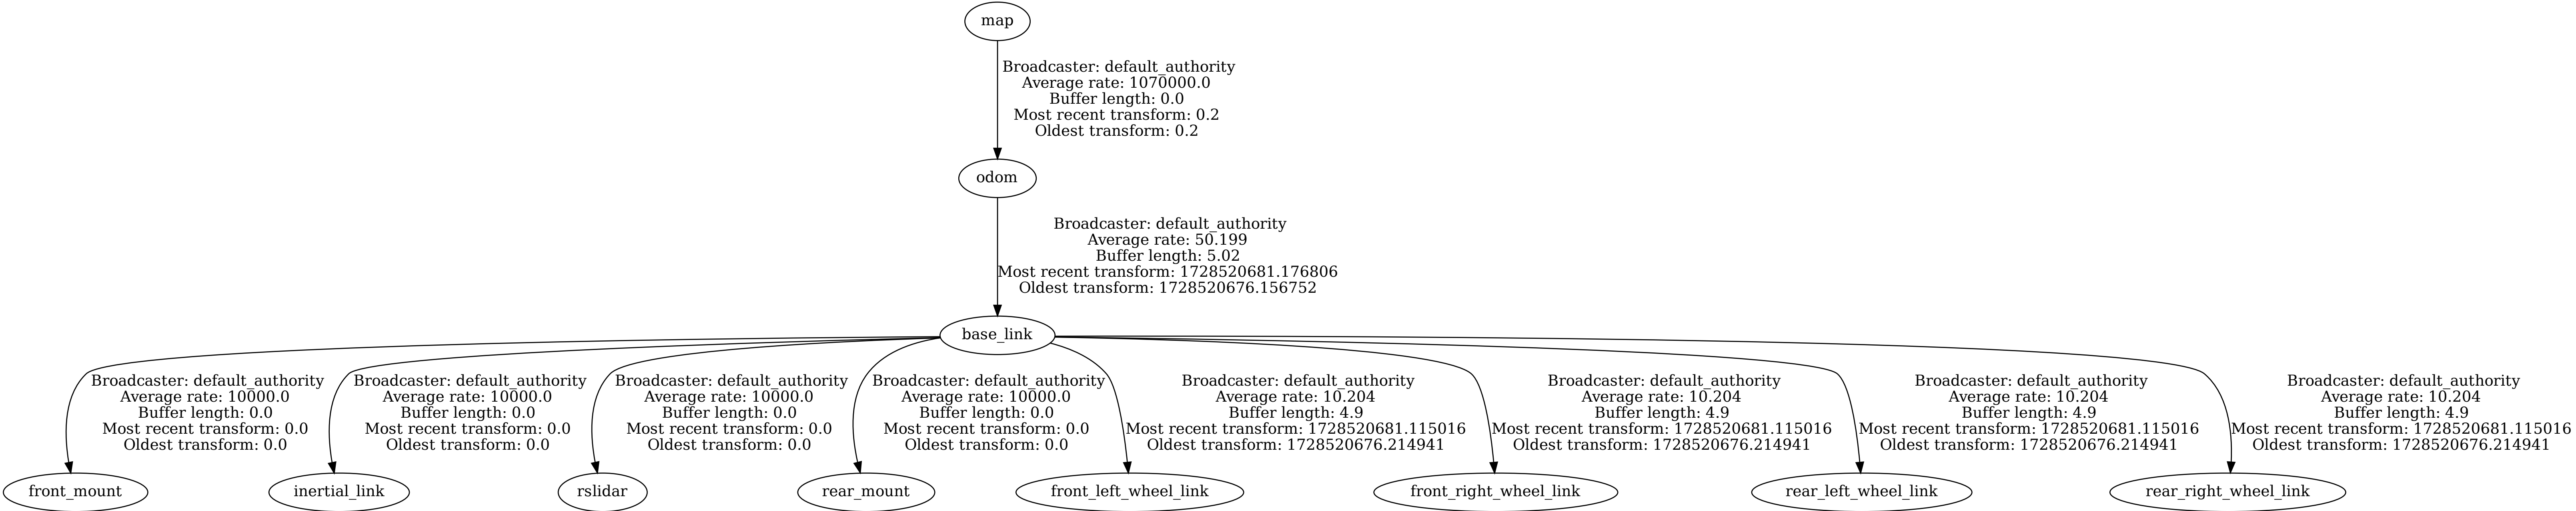 map
Broadcaster: default_authority
Average rate: 1070000.0
Buffer length: 0.0
Most recent transform: 0.2
Oldest transform: 0.2
odom
Broadcaster: default_authority
Average rate: 50.199
Buffer length: 5.02
Most recent transform: 1728520681.176806
Oldest transform: 1728520676.156752
base_link
Broadcaster: default_authority
Average rate: 10000.0
Buffer length: 0.0
Most recent transform: 0.0
Oldest transform: 0.0
Broadcaster: default_authority
Average rate: 10000.0
Buffer length: 0.0
Most recent transform: 0.0
Oldest transform: 0.0
Broadcaster: default_authority
Average rate: 10000.0
Buffer length: 0.0
Most recent transform: 0.0
Oldest transform: 0.0
Broadcaster: default_authority
Average rate: 10000.0
Buffer length: 0.0
Most recent transform: 0.0
Oldest transform: 0.0
Broadcaster: default_authority
Average rate: 10.204
Buffer length: 4.9
Most recent transform: 1728520681.115016
Oldest transform: 1728520676.214941
Broadcaster: default_authority
Average rate: 10.204
Buffer length: 4.9
Most recent transform: 1728520681.115016
Oldest transform: 1728520676.214941
Broadcaster: default_authority
Average rate: 10.204
Buffer length: 4.9
Most recent transform: 1728520681.115016
Oldest transform: 1728520676.214941
Broadcaster: default_authority
Average rate: 10.204
Buffer length: 4.9
Most recent transform: 1728520681.115016
Oldest transform: 1728520676.214941
front_mount
inertial_link
rslidar
rear_mount
front_left_wheel_link
front_right_wheel_link
rear_left_wheel_link
rear_right_wheel_link